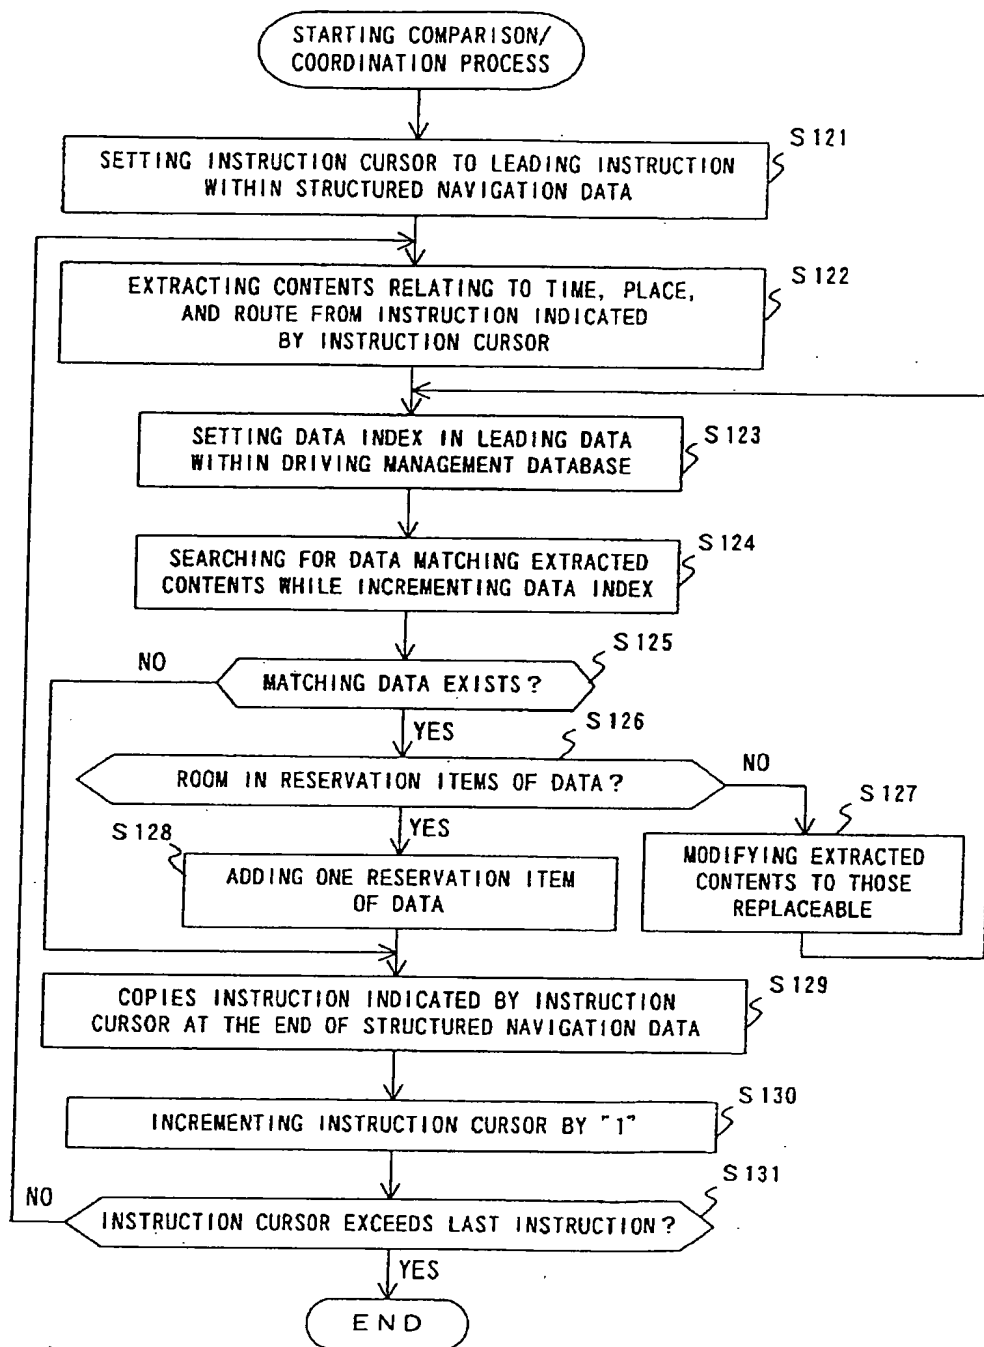 STARTING COMPARISON/
COORDINATION PROCESS
S121
SETTING INSTRUCTION CURSOR TO LEADING INSTRUCTION
WITHIN STRUCTURED NAVIGATION DATA
S122
EXTRACTING CONTENTS RELATING TO TIME, PLACE,
AND ROUTE FROM INSTRUCTION INDICATED
BY INSTRUCTION CURSOR
S123
SETTING DATA INDEX IN LEADING DATA
WITHIN DRIVING MANAGEMENT DATABASE
S124
SEARCHING FOR DATA MATCHING EXTRACTED
CONTENTS WHILE INCREMENTING DATA INDEX
S125
NO
MATCHING DATA EXISTS?
YES
S126
ROOM IN RESERVATION ITEMS OF DATA?
NO
S127
YES
S128
MODIFYING EXTRACTED
CONTENTS TO THOSE
REPLACEABLE
ADDING ONE RESERVATION ITEM
OF DATA
S129
COPIES INSTRUCTION INDICATED BY INSTRUCTION
CURSOR AT THE END OF STRUCTURED NAVIGATION DATA
S130
INCREMENTING INSTRUCTION CURSOR BY "1"
S131
NO
INSTRUCTION CURSOR EXCEEDS LAST INSTRUCTION?
YES
END